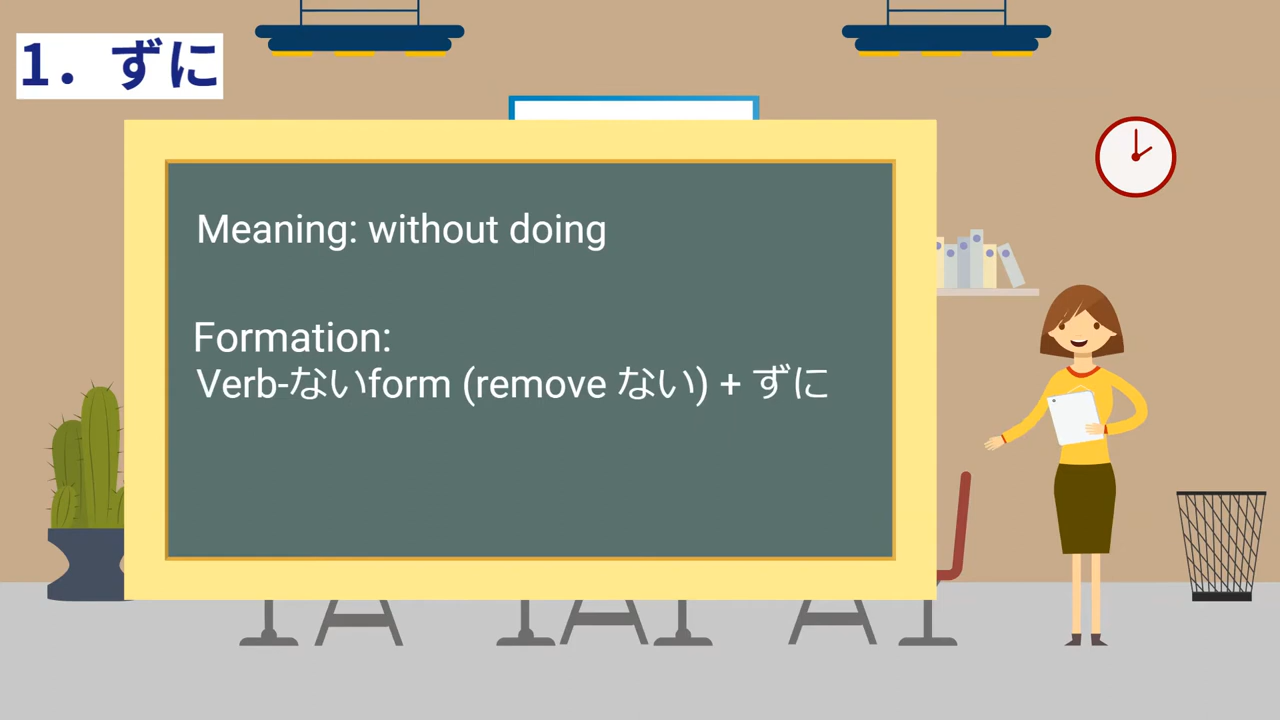 1. ずに
Meaning: without doing
Formation:
Verb-ないform (remove ない) + ずに